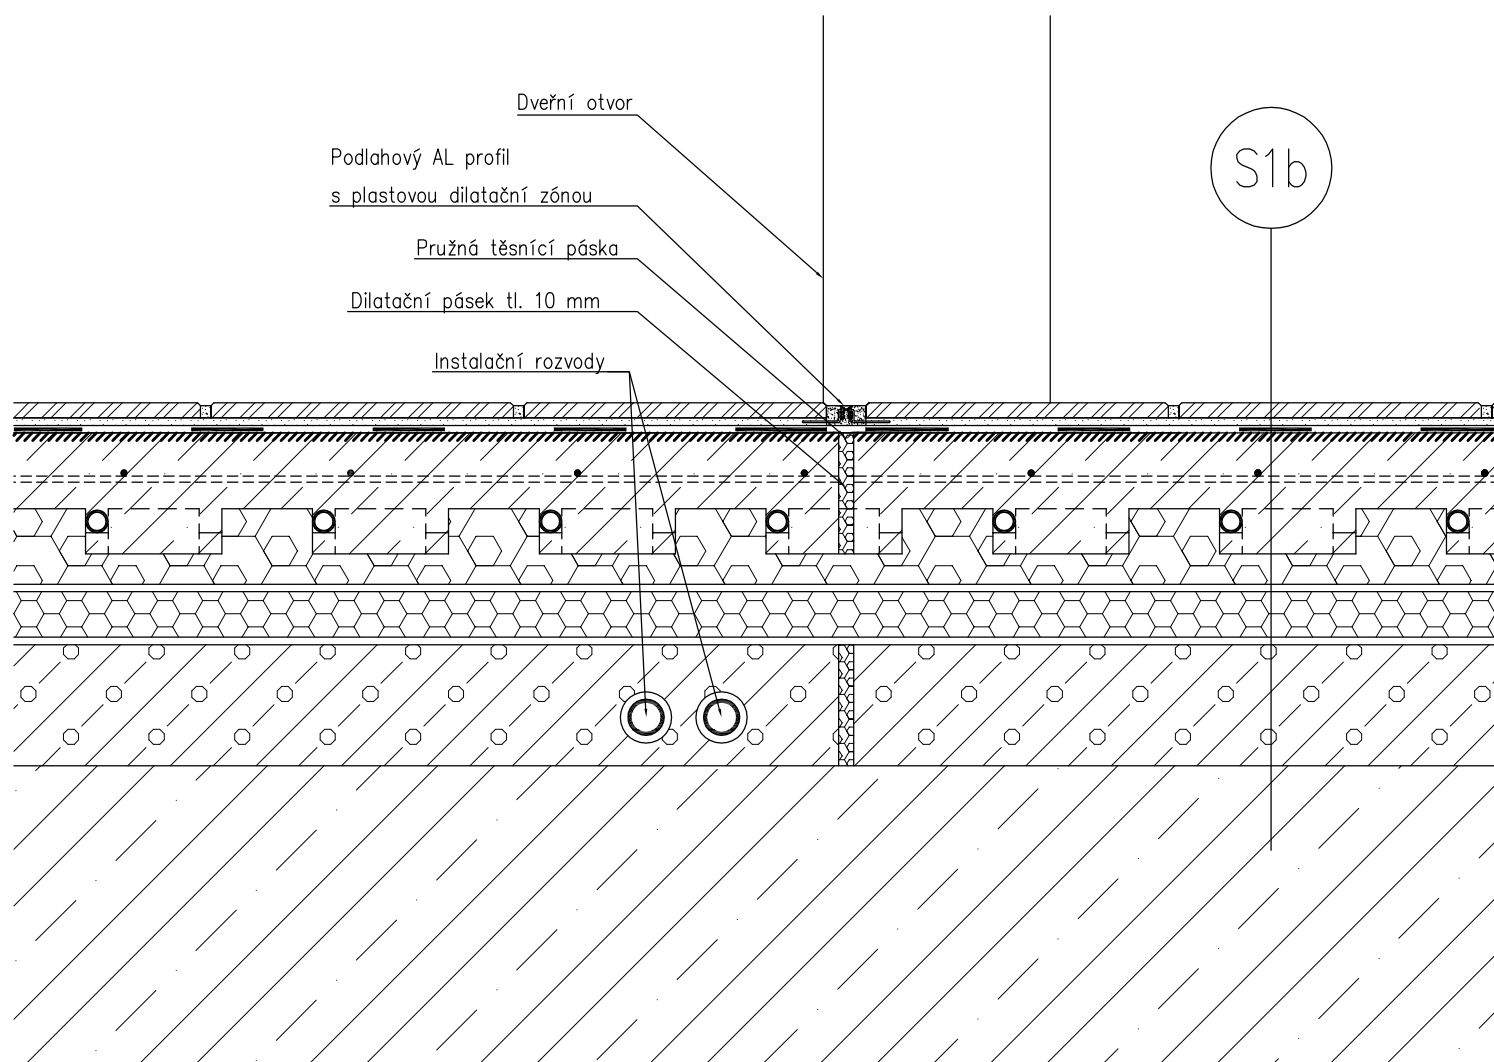 Dveřní otvor
Podlahový AL profil
s plastovou dilatační zónou
Pružná těsnící páska
Dilatační pásek tl. 10 mm
Instalační rozvody
S1b